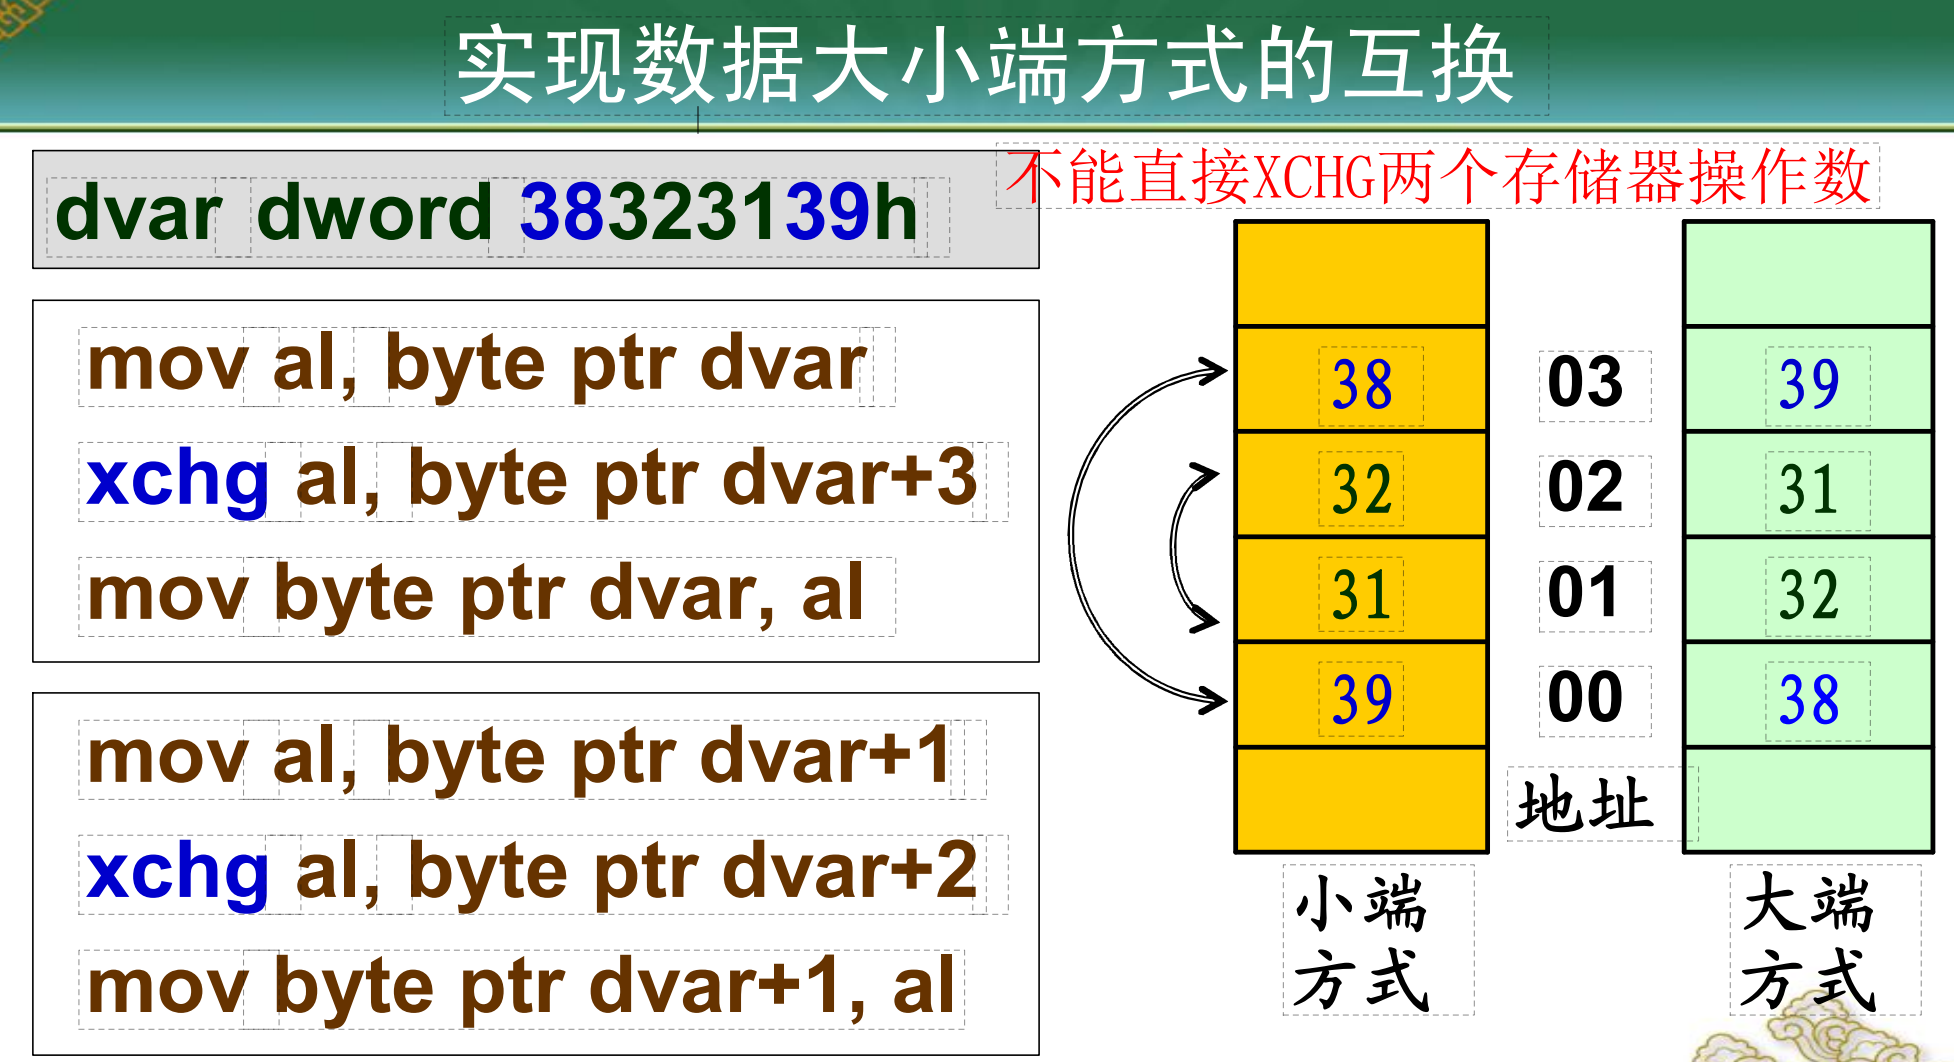 实现数据大小端方式的互换
dvar dword 38323139h
不能直接XCHG两个存储器操作数
mov al, byte ptr dvar
xchg al, byte ptr dvar+3
mov byte ptr dvar, al
mov al, byte ptr dvar+1
xchg al, byte ptr dvar+2
mov byte ptr dvar+1, al
38 03 39
32 02 31
31 01 32
39 00 38
地址
小端
方式
大端
方式